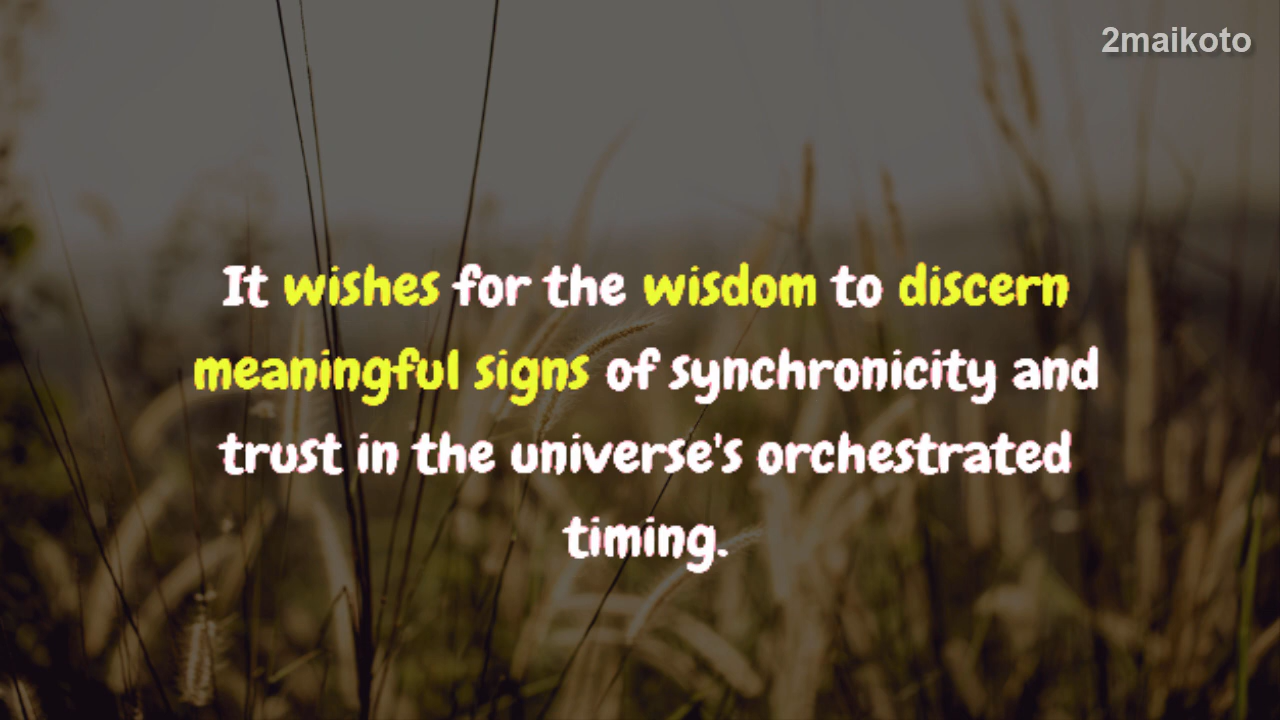 2maikoto
It wishes for the wisdom to discern
meaningful signs of synchronicity and
trust in the universe's orchestrated
timing.